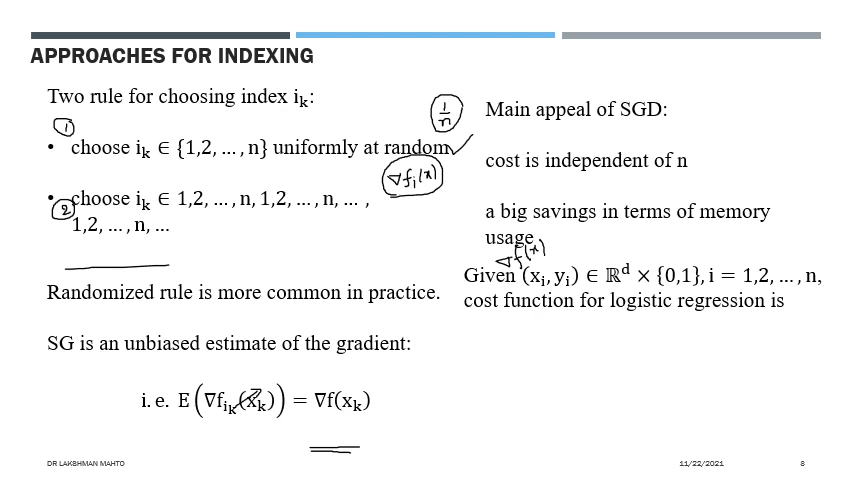 APPROACHES FOR INDEXING
Two rule for choosing index iₖ:
1
• choose iₖ ∈ {1,2, … , n} uniformly at random
1/n
∇fᵢ(x)
2
• choose iₖ ∈ 1,2, … , n, 1,2, … , n, … ,
1,2, … , n, …
Randomized rule is more common in practice.
SG is an unbiased estimate of the gradient:
i. e. E(∇fᵢₖ(xₖ)) = ∇f(xₖ)
Main appeal of SGD:
cost is independent of n
a big savings in terms of memory
usage.
∇f(x)
Given (xᵢ, yᵢ) ∈ ℝᵈ × {0,1}, i = 1,2, … , n,
cost function for logistic regression is
DR LAKSHMAN MAHTO
11/22/2021
8